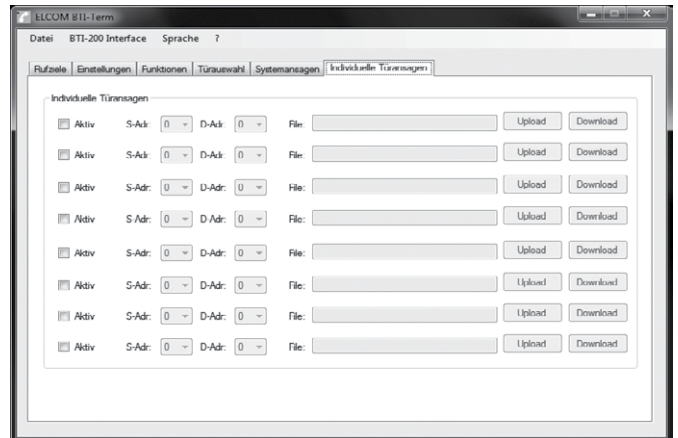 ELCOM BTI-Term
Datei BTI-200 Interface Sprache ?
Rufziele Einstellungen Funktionen Türauswahl Systemansagen Individuelle Türansagen
Individuelle Türansagen
Aktiv S-Adr: 0 D-Adr: 0 File: Upload Download
Aktiv S-Adr: 0 D-Adr: 0 File: Upload Download
Aktiv S-Adr: 0 D-Adr: 0 File: Upload Download
Aktiv S-Adr: 0 D-Adr: 0 File: Upload Download
Aktiv S-Adr: 0 D-Adr: 0 File: Upload Download
Aktiv S-Adr: 0 D-Adr: 0 File: Upload Download
Aktiv S-Adr: 0 D-Adr: 0 File: Upload Download
Aktiv S-Adr: 0 D-Adr: 0 File: Upload Download